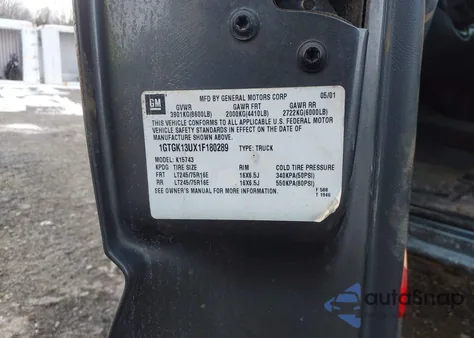 MFD BY GENERAL MOTORS CORP 05/01
GM
GVWR GAWR FRT GAWR RR
3901KG(8600LB) 2000KG(4410LB) 2722KG(6000LB)
THIS VEHICLE CONFORMS TO ALL APPLICABLE U.S. FEDERAL MOTOR
VEHICLE SAFETY STANDARDS IN EFFECT ON THE DATE OF
MANUFACTURE SHOWN ABOVE.
1GTGK13UX1F180289 TYPE: TRUCK
MODEL: K15743
KPDG TIRE SIZE RIM COLD TIRE PRESSURE
FRT LT245/75R16E 16X6.5J 340KPA(50PSI)
RR LT245/75R16E 16X6.5J 550KPA(80PSI)
SEE OWNER'S MANUAL FOR MORE INFORMATION.
autoSnap